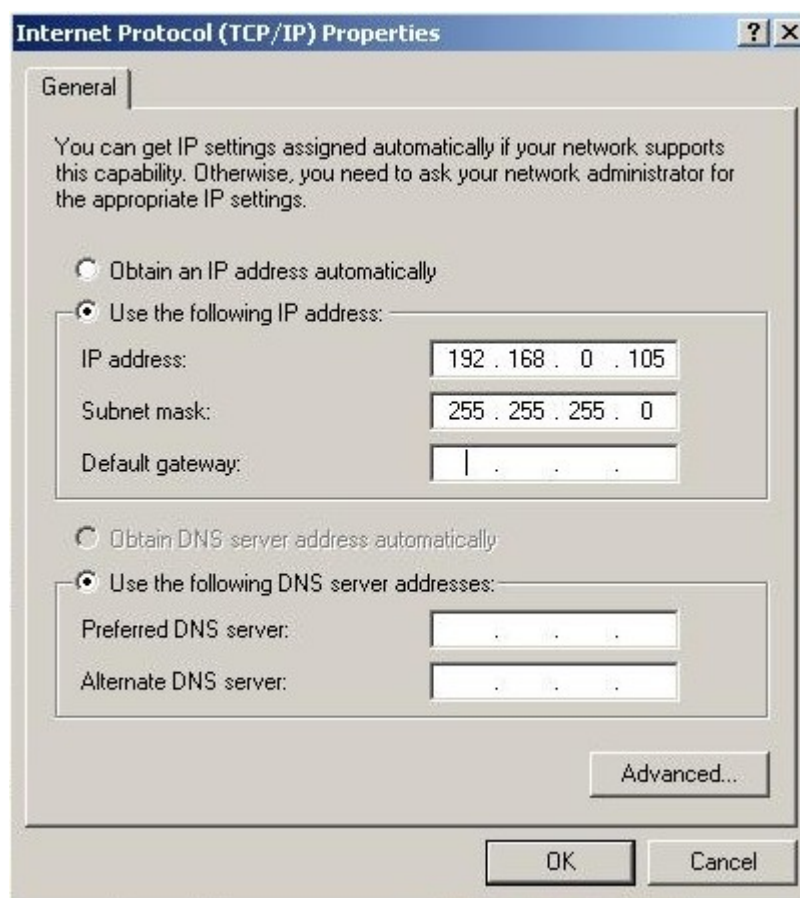 Internet Protocol (TCP/IP) Properties
General
You can get IP settings assigned automatically if your network supports
this capability. Otherwise, you need to ask your network administrator for
the appropriate IP settings.
Obtain an IP address automatically
Use the following IP address:
IP address: 192 . 168 . 0 . 105
Subnet mask: 255 . 255 . 255 . 0
Default gateway: . . .
Obtain DNS server address automatically
Use the following DNS server addresses:
Preferred DNS server: . . .
Alternate DNS server: . . .
Advanced...
OK Cancel